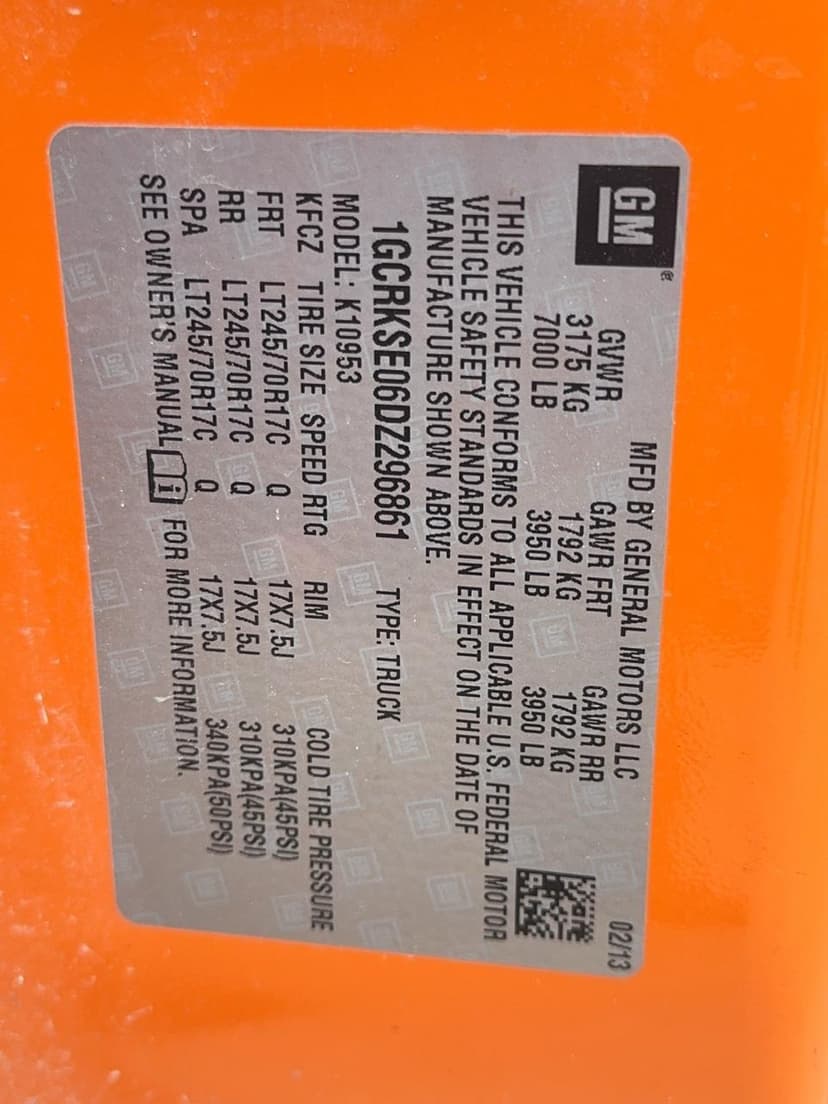 GM®
MFD BY GENERAL MOTORS LLC 02/13
GVWR GAWR FRT GAWR RR
3175 KG 1792 KG 1792 KG
7000 LB 3950 LB 3950 LB
THIS VEHICLE CONFORMS TO ALL APPLICABLE U.S. FEDERAL MOTOR
VEHICLE SAFETY STANDARDS IN EFFECT ON THE DATE OF
MANUFACTURE SHOWN ABOVE.
1GCRKSE06DZ296861 TYPE: TRUCK
MODEL: K10953
KFCZ TIRE SIZE SPEED RTG RIM COLD TIRE PRESSURE
FRT LT245/70R17C Q 17X7.5J 310KPA(45PSI)
RR LT245/70R17C Q 17X7.5J 310KPA(45PSI)
SPA LT245/70R17C Q 17X7.5J 340KPA(50PSI)
SEE OWNER'S MANUAL i FOR MORE INFORMATION.